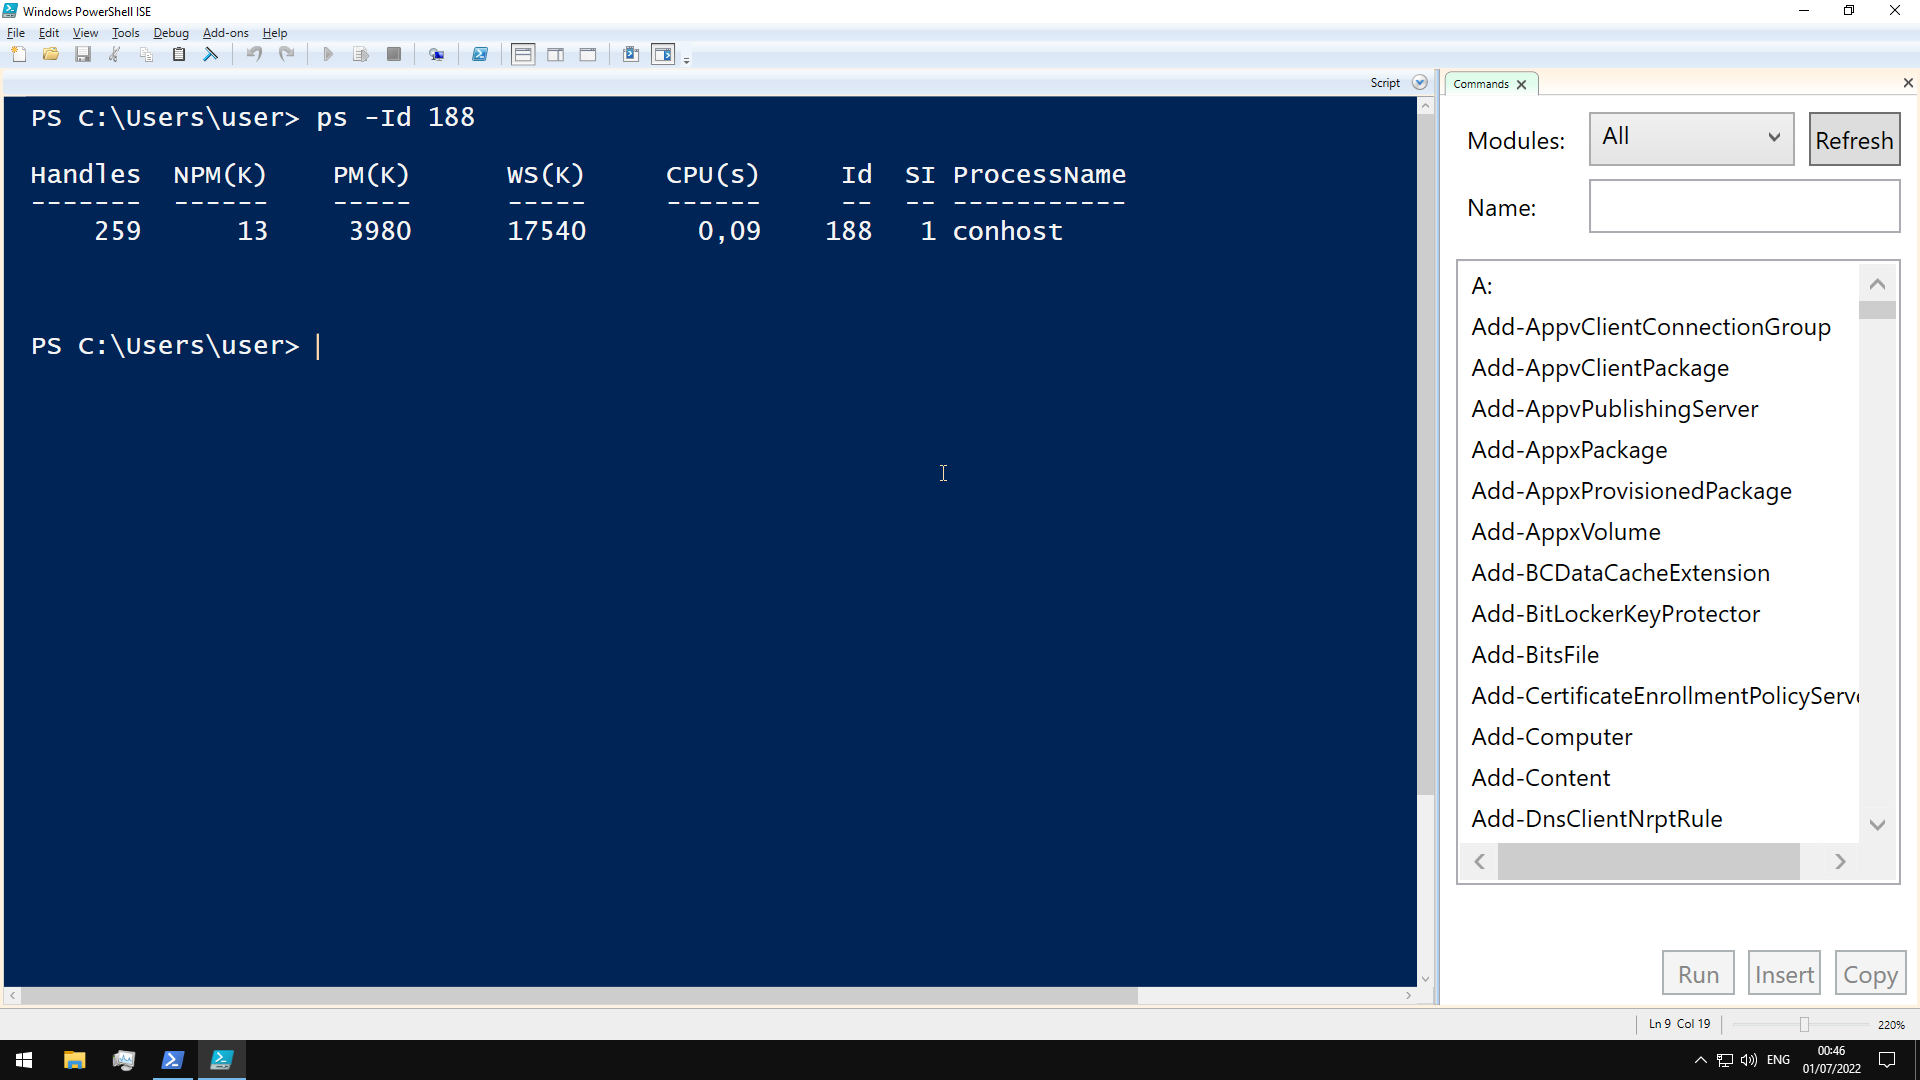 Windows PowerShell ISE
File Edit View Tools Debug Add-ons Help
Script
PS C:\Users\user> ps -Id 188
Handles NPM(K) PM(K) WS(K) CPU(s) Id SI ProcessName
------- ------ ----- ----- ------ -- -- -----------
259 13 3980 17540 0,09 188 1 conhost
PS C:\Users\user>
Commands
Modules: All Refresh
Name:
A:
Add-AppvClientConnectionGroup
Add-AppvClientPackage
Add-AppvPublishingServer
Add-AppxPackage
Add-AppxProvisionedPackage
Add-AppxVolume
Add-BCDataCacheExtension
Add-BitLockerKeyProtector
Add-BitsFile
Add-CertificateEnrollmentPolicyServe
Add-Computer
Add-Content
Add-DnsClientNrptRule
Run Insert Copy
Ln 9 Col 19 220%
ENG
00:46
01/07/2022